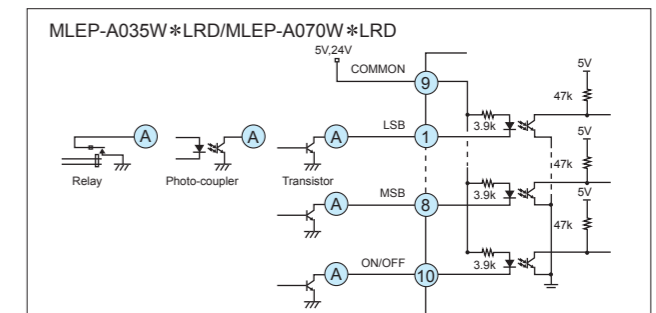 MLEP-A035W*LRD/MLEP-A070W*LRD
5V,24V
5V
COMMON
9
47k
LSB
3.9k
A
A
A
1
5V
Relay
Photo-coupler
Transistor
47k
MSB
3.9k
5V
A
8
47k
ON/OFF
3.9k
A
10